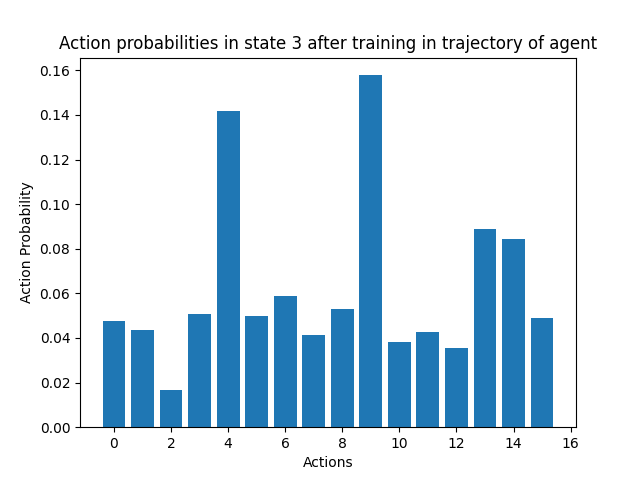 Action probabilities in state 3 after training in trajectory of agent
0.16
0.14
0.12
0.10
0.08
0.06
0.04
0.02
0.00
Action Probability
0 2 4 6 8 10 12 14 16
Actions